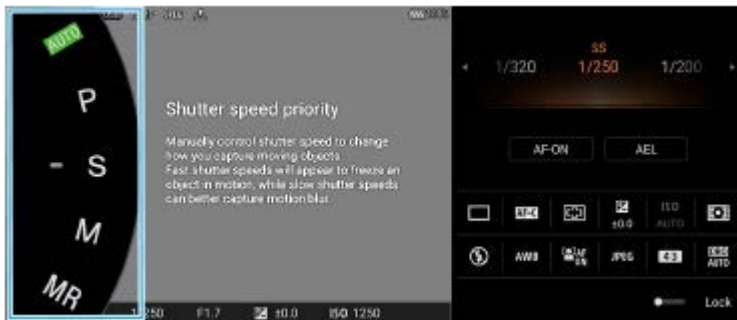 AUTO
P
- S
M
MR
Shutter speed priority
Manually control shutter speed to change
how you capture moving objects.
Fast shutter speeds will appear to freeze an
object in motion, while slow shutter speeds
can better capture motion blur.
F1.7 ±0.0 ISO 1250
SS
1/320 1/250 1/200
AF-ON AEL
AF-C ±0.0 ISO AUTO
AWB AF ON JPEG 4:3 AUTO
Lock